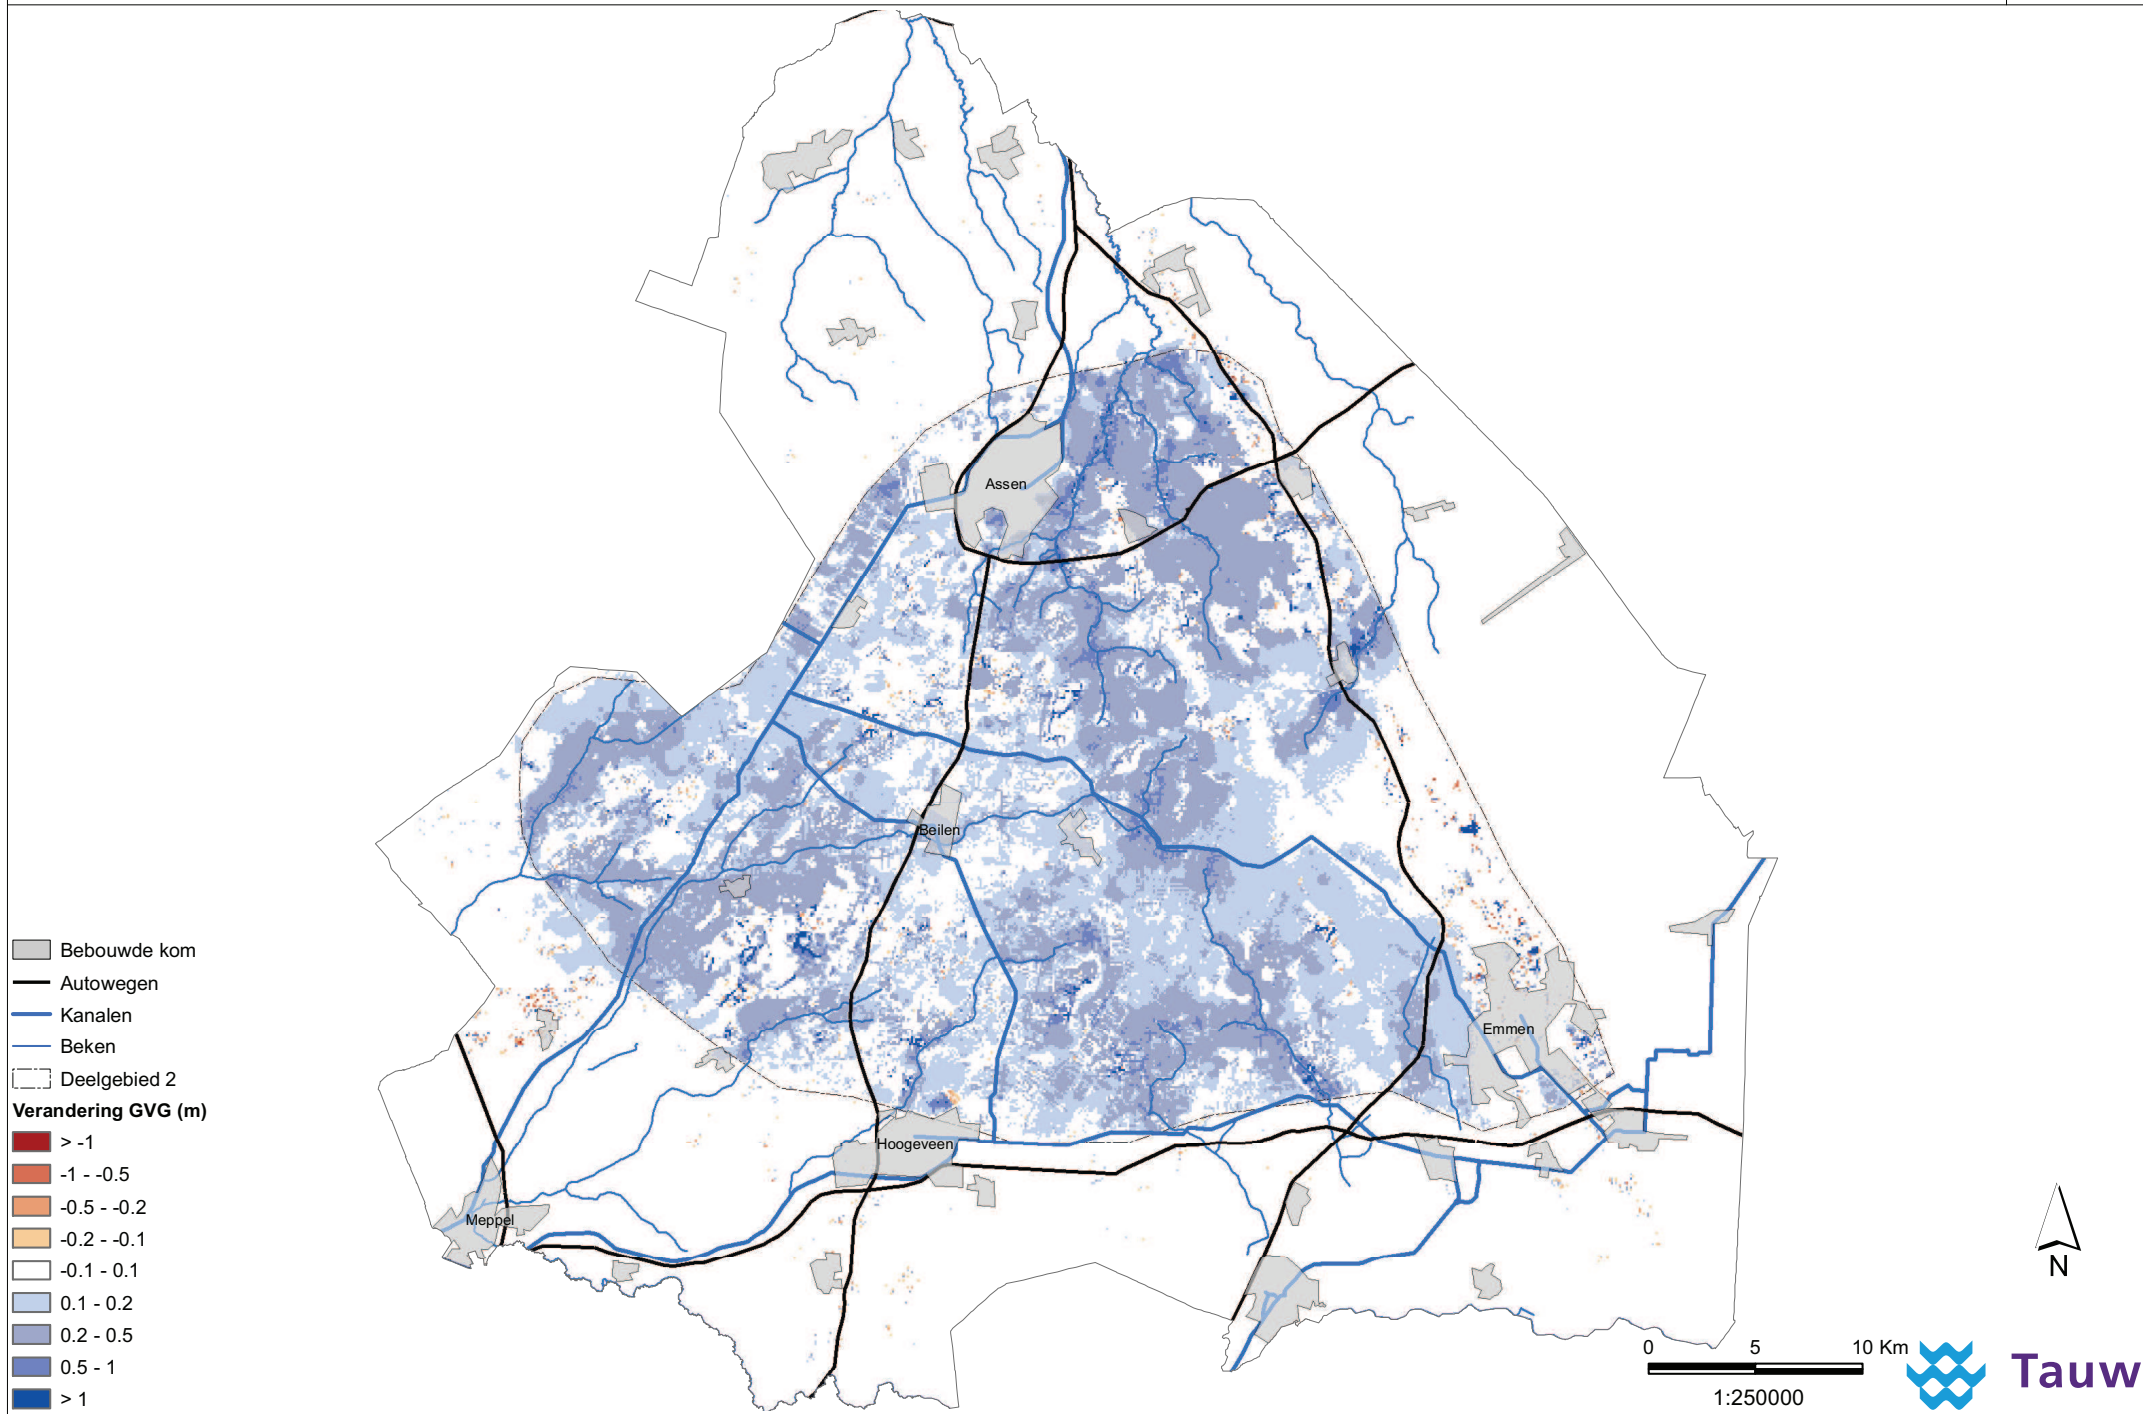 Assen
Beilen
Emmen
Hoogeveen
Meppel
Bebouwde kom
Autowegen
Kanalen
Beken
Deelgebied 2
Verandering GVG (m)
> -1
-1 - -0.5
-0.5 - -0.2
-0.2 - -0.1
-0.1 - 0.1
0.1 - 0.2
0.2 - 0.5
0.5 - 1
> 1
N
0 5 10 Km
1:250000
Tauw